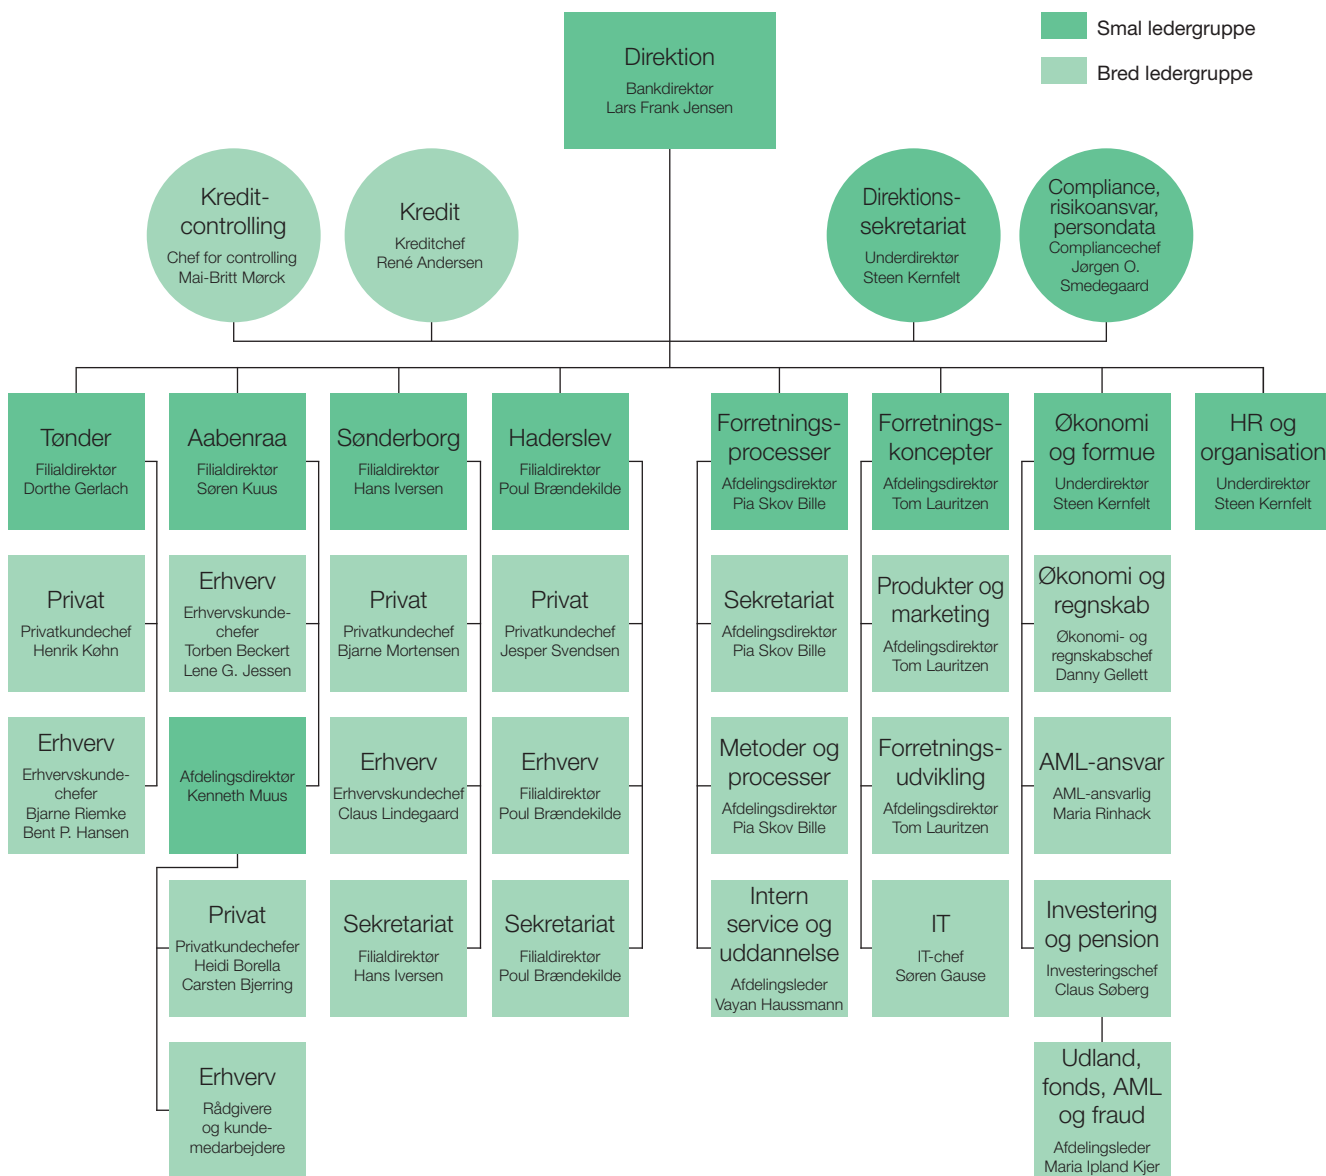 Smal ledergruppe
Bred ledergruppe
Direktion
Bankdirektør
Lars Frank Jensen
Kredit-
controlling
Chef for controlling
Mai-Britt Mørck
Kredit
Kreditchef
René Andersen
Direktions-
sekretariat
Underdirektør
Steen Kernfelt
Compliance,
risikoansvar,
persondata
Compliancechef
Jørgen O.
Smedegaard
Tønder
Filialdirektør
Dorthe Gerlach
Aabenraa
Filialdirektør
Søren Kuus
Sønderborg
Filialdirektør
Hans Iversen
Haderslev
Filialdirektør
Poul Brændekilde
Forretnings-
processer
Afdelingsdirektør
Pia Skov Bille
Forretnings-
koncepter
Afdelingsdirektør
Tom Lauritzen
Økonomi
og formue
Underdirektør
Steen Kernfelt
HR og
organisation
Underdirektør
Steen Kernfelt
Privat
Privatkundechef
Henrik Køhn
Erhverv
Erhvervskunde-
chefer
Torben Beckert
Lene G. Jessen
Privat
Privatkundechef
Bjarne Mortensen
Privat
Privatkundechef
Jesper Svendsen
Sekretariat
Afdelingsdirektør
Pia Skov Bille
Produkter og
marketing
Afdelingsdirektør
Tom Lauritzen
Økonomi og
regnskab
Økonomi- og
regnskabschef
Danny Gellett
Erhverv
Erhvervskunde-
chefer
Bjarne Riemke
Bent P. Hansen
Afdelingsdirektør
Kenneth Muus
Erhverv
Erhvervskundechef
Claus Lindegaard
Erhverv
Filialdirektør
Poul Brændekilde
Metoder og
processer
Afdelingsdirektør
Pia Skov Bille
Forretnings-
udvikling
Afdelingsdirektør
Tom Lauritzen
AML-ansvar
AML-ansvarlig
Maria Rinhack
Privat
Privatkundechefer
Heidi Borella
Carsten Bjerring
Sekretariat
Filialdirektør
Hans Iversen
Sekretariat
Filialdirektør
Poul Brændekilde
Intern
service og
uddannelse
Afdelingsleder
Vayan Haussmann
IT
IT-chef
Søren Gause
Investering
og pension
Investeringschef
Claus Søberg
Erhverv
Rådgivere
og kunde-
medarbejdere
Udland,
fonds, AML
og fraud
Afdelingsleder
Maria Ipland Kjer